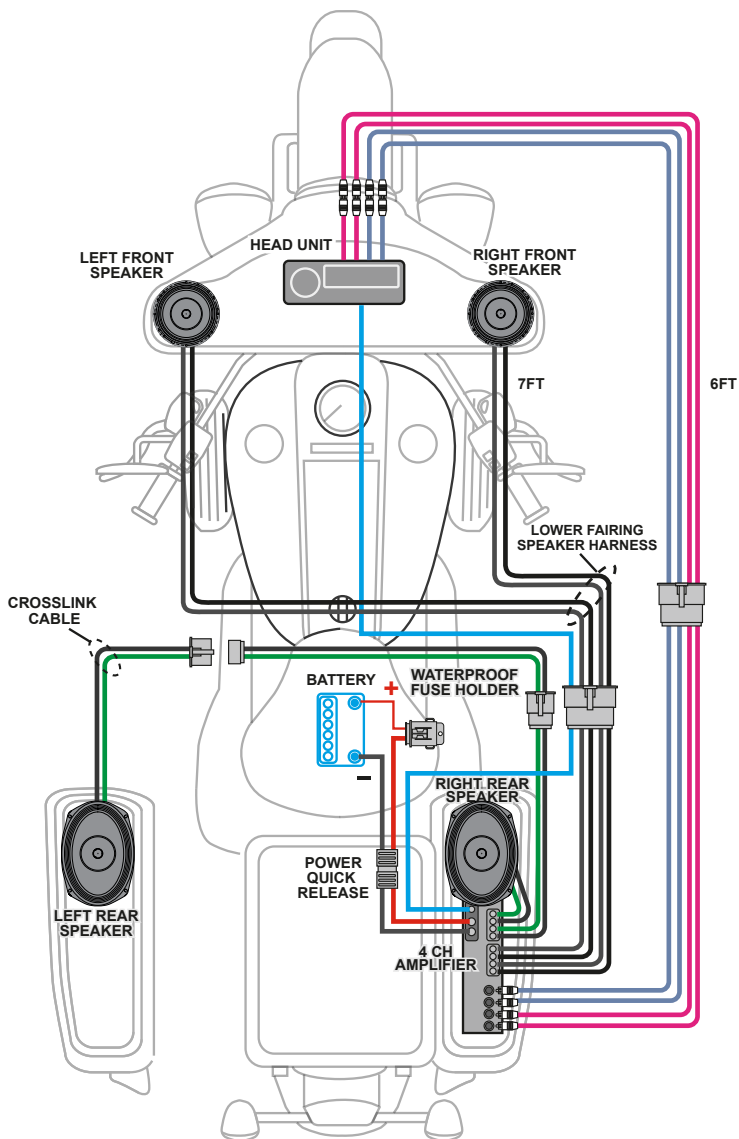 HEAD UNIT
LEFT FRONT
SPEAKER
RIGHT FRONT
SPEAKER
7FT
6FT
LOWER FAIRING
SPEAKER HARNESS
CROSSLINK
CABLE
BATTERY
+
WATERPROOF
FUSE HOLDER
-
RIGHT REAR
SPEAKER
POWER
QUICK
RELEASE
LEFT REAR
SPEAKER
4 CH
AMPLIFIER